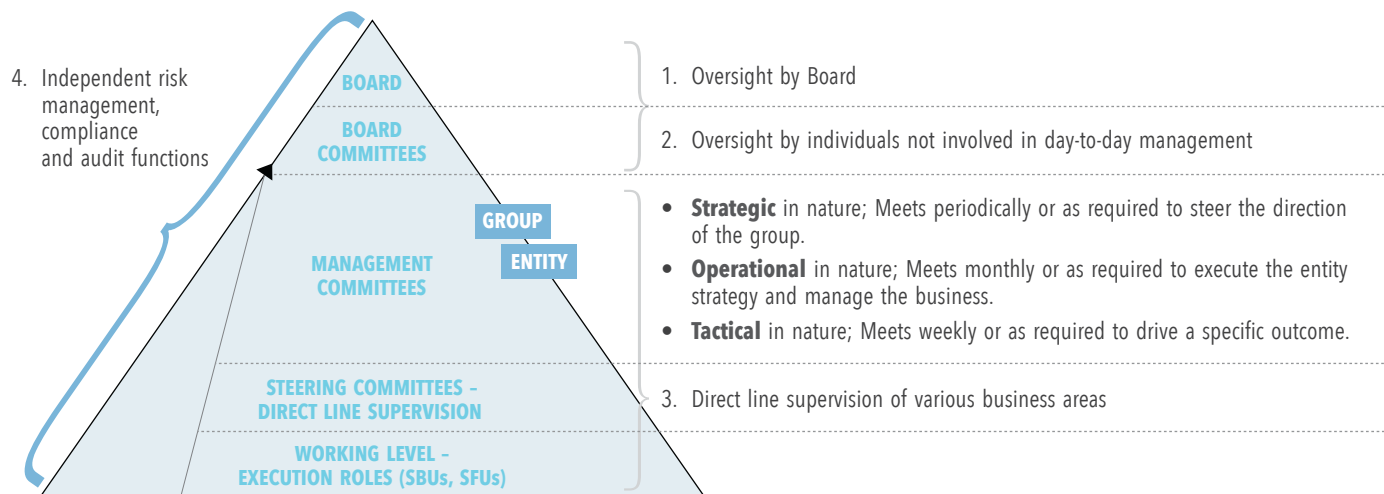 4. Independent risk
management,
compliance
and audit functions
BOARD
BOARD
COMMITTEES
GROUP
ENTITY
MANAGEMENT
COMMITTEES
STEERING COMMITTEES –
DIRECT LINE SUPERVISION
WORKING LEVEL –
EXECUTION ROLES (SBUs, SFUs)
1. Oversight by Board
2. Oversight by individuals not involved in day-to-day management
• Strategic in nature; Meets periodically or as required to steer the direction
of the group.
• Operational in nature; Meets monthly or as required to execute the entity
strategy and manage the business.
• Tactical in nature; Meets weekly or as required to drive a specific outcome.
3. Direct line supervision of various business areas